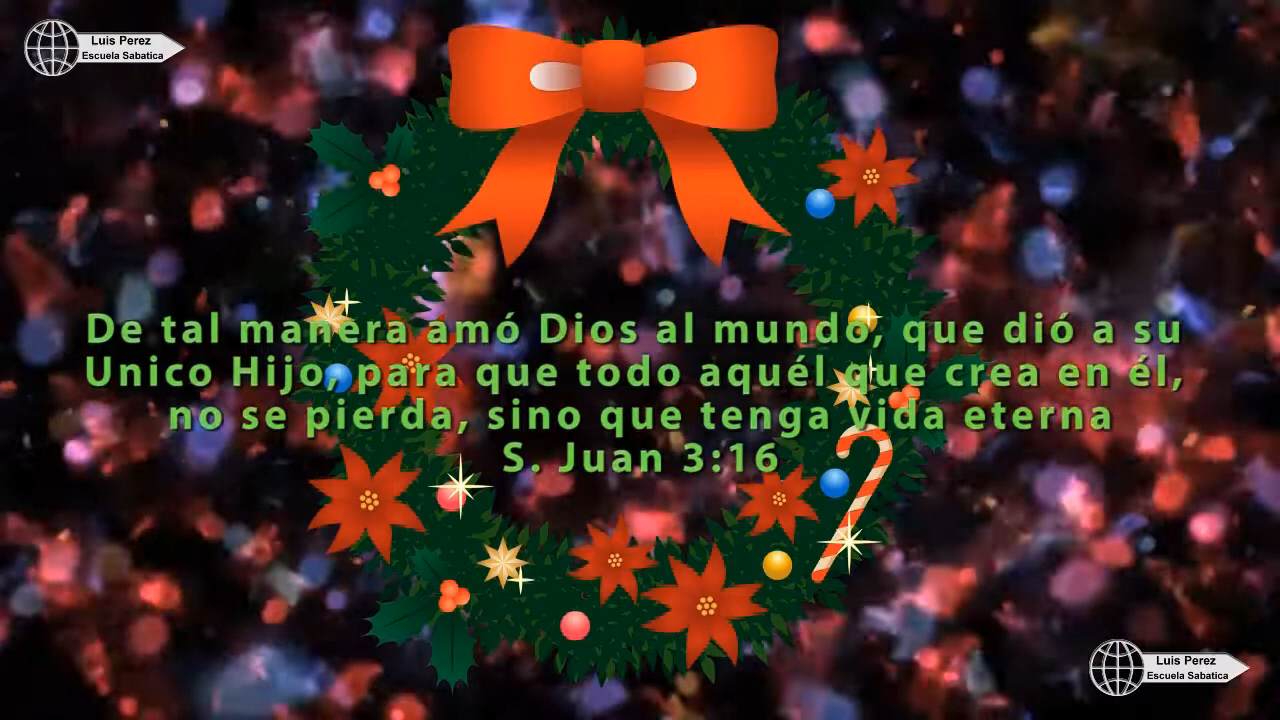 Luis Perez
Escuela Sabatica
De tal manera amó Dios al mundo, que dió a su
Unico Hijo, para que todo aquél que crea en él,
no se pierda, sino que tenga vida eterna
S. Juan 3:16
Luis Perez
Escuela Sabatica